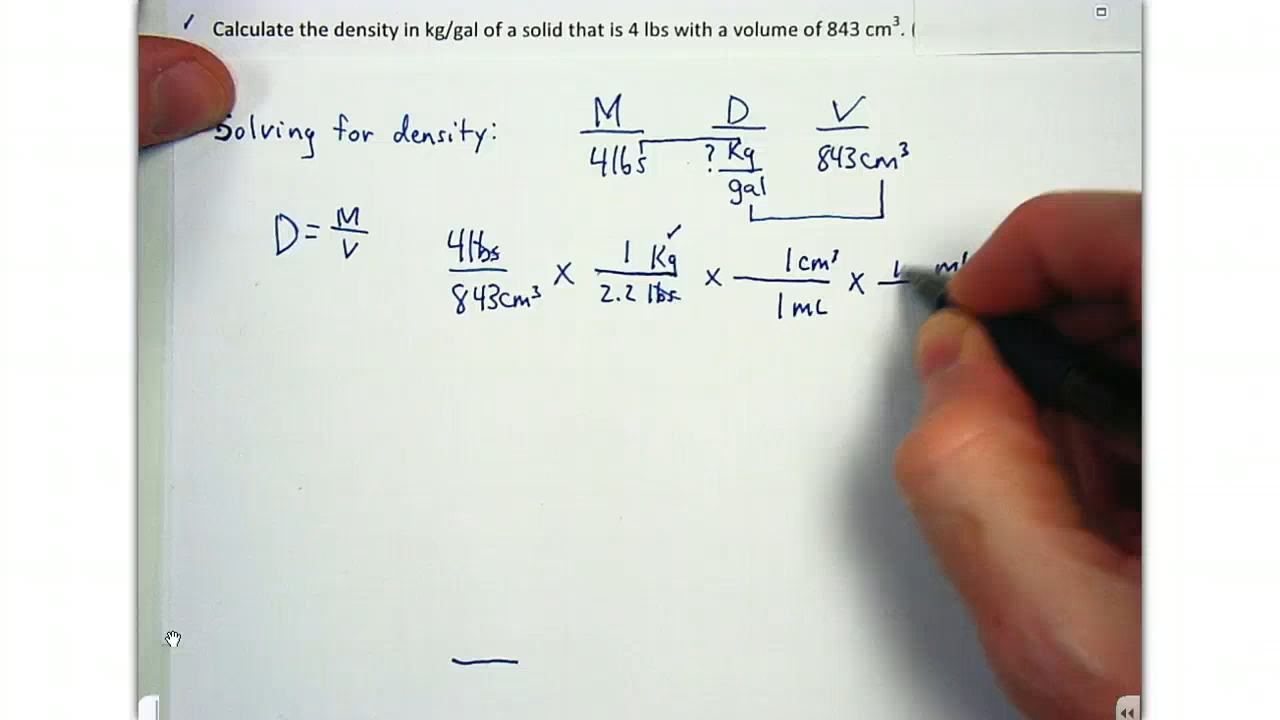 ✓ Calculate the density in kg/gal of a solid that is 4 lbs with a volume of 843 cm³. (
Solving for density:
M D V
4lbs ? Kg/gal 843cm³
D = M/V
4lbs/843cm³ x 1 Kg✓/2.2 lbs x 1cm³/1mL x 1